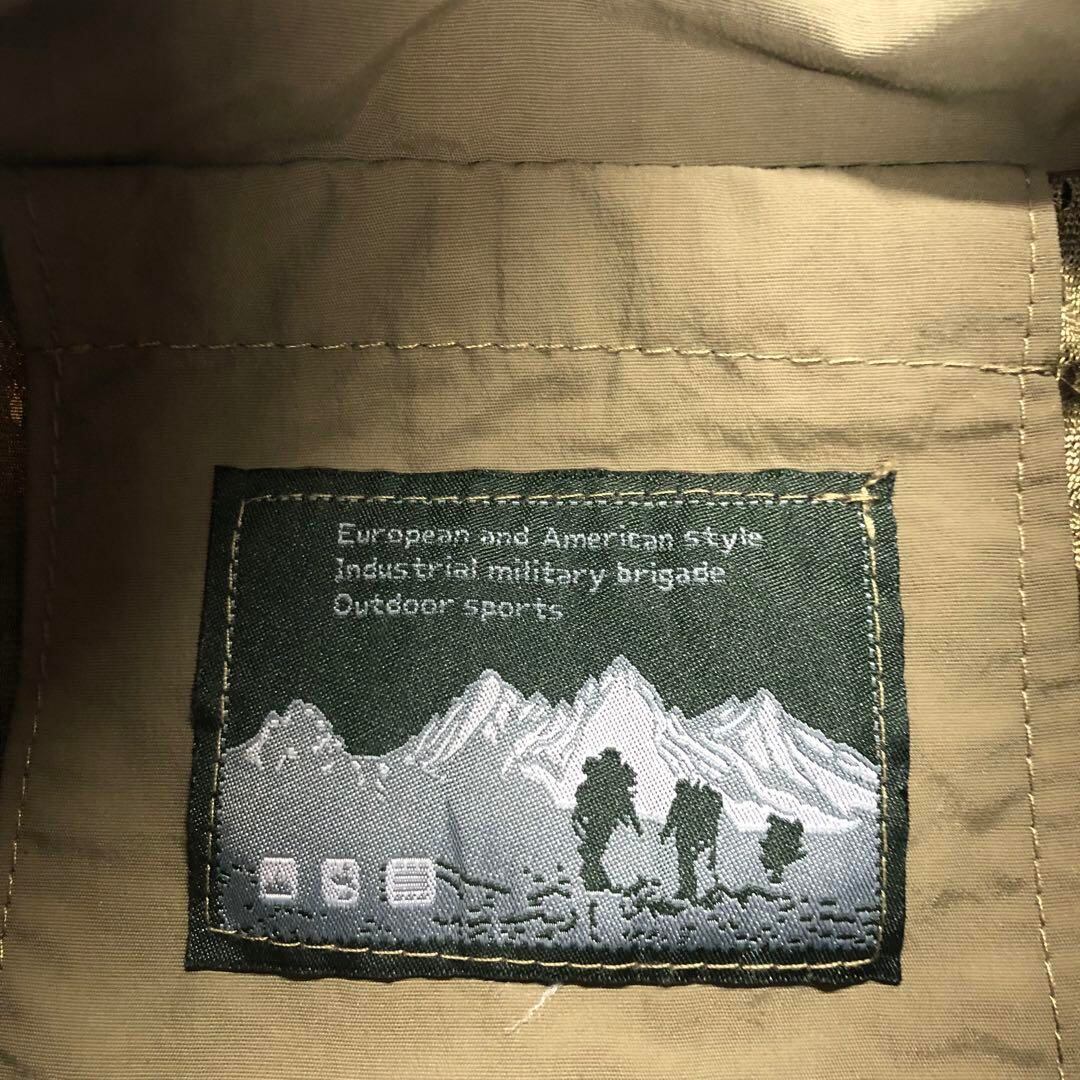 European and American style
Industrial military brigade
Outdoor sports